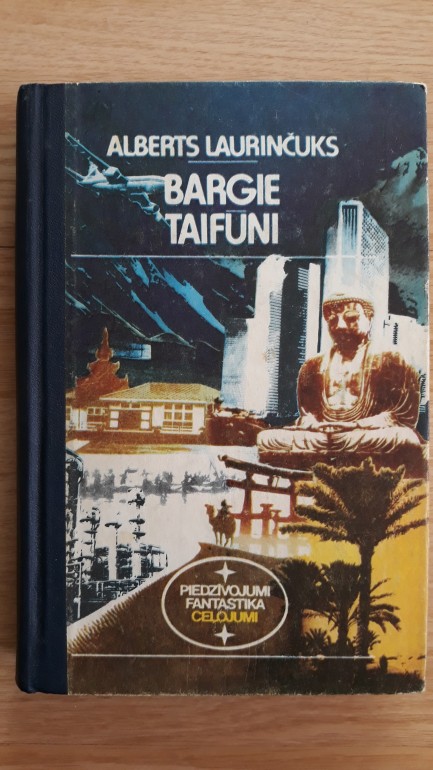 ALBERTS LAURINČUKS
BARGIE
TAIFŪNI
PIEDZĪVOJUMI
FANTASTIKA
CEĻOJUMI